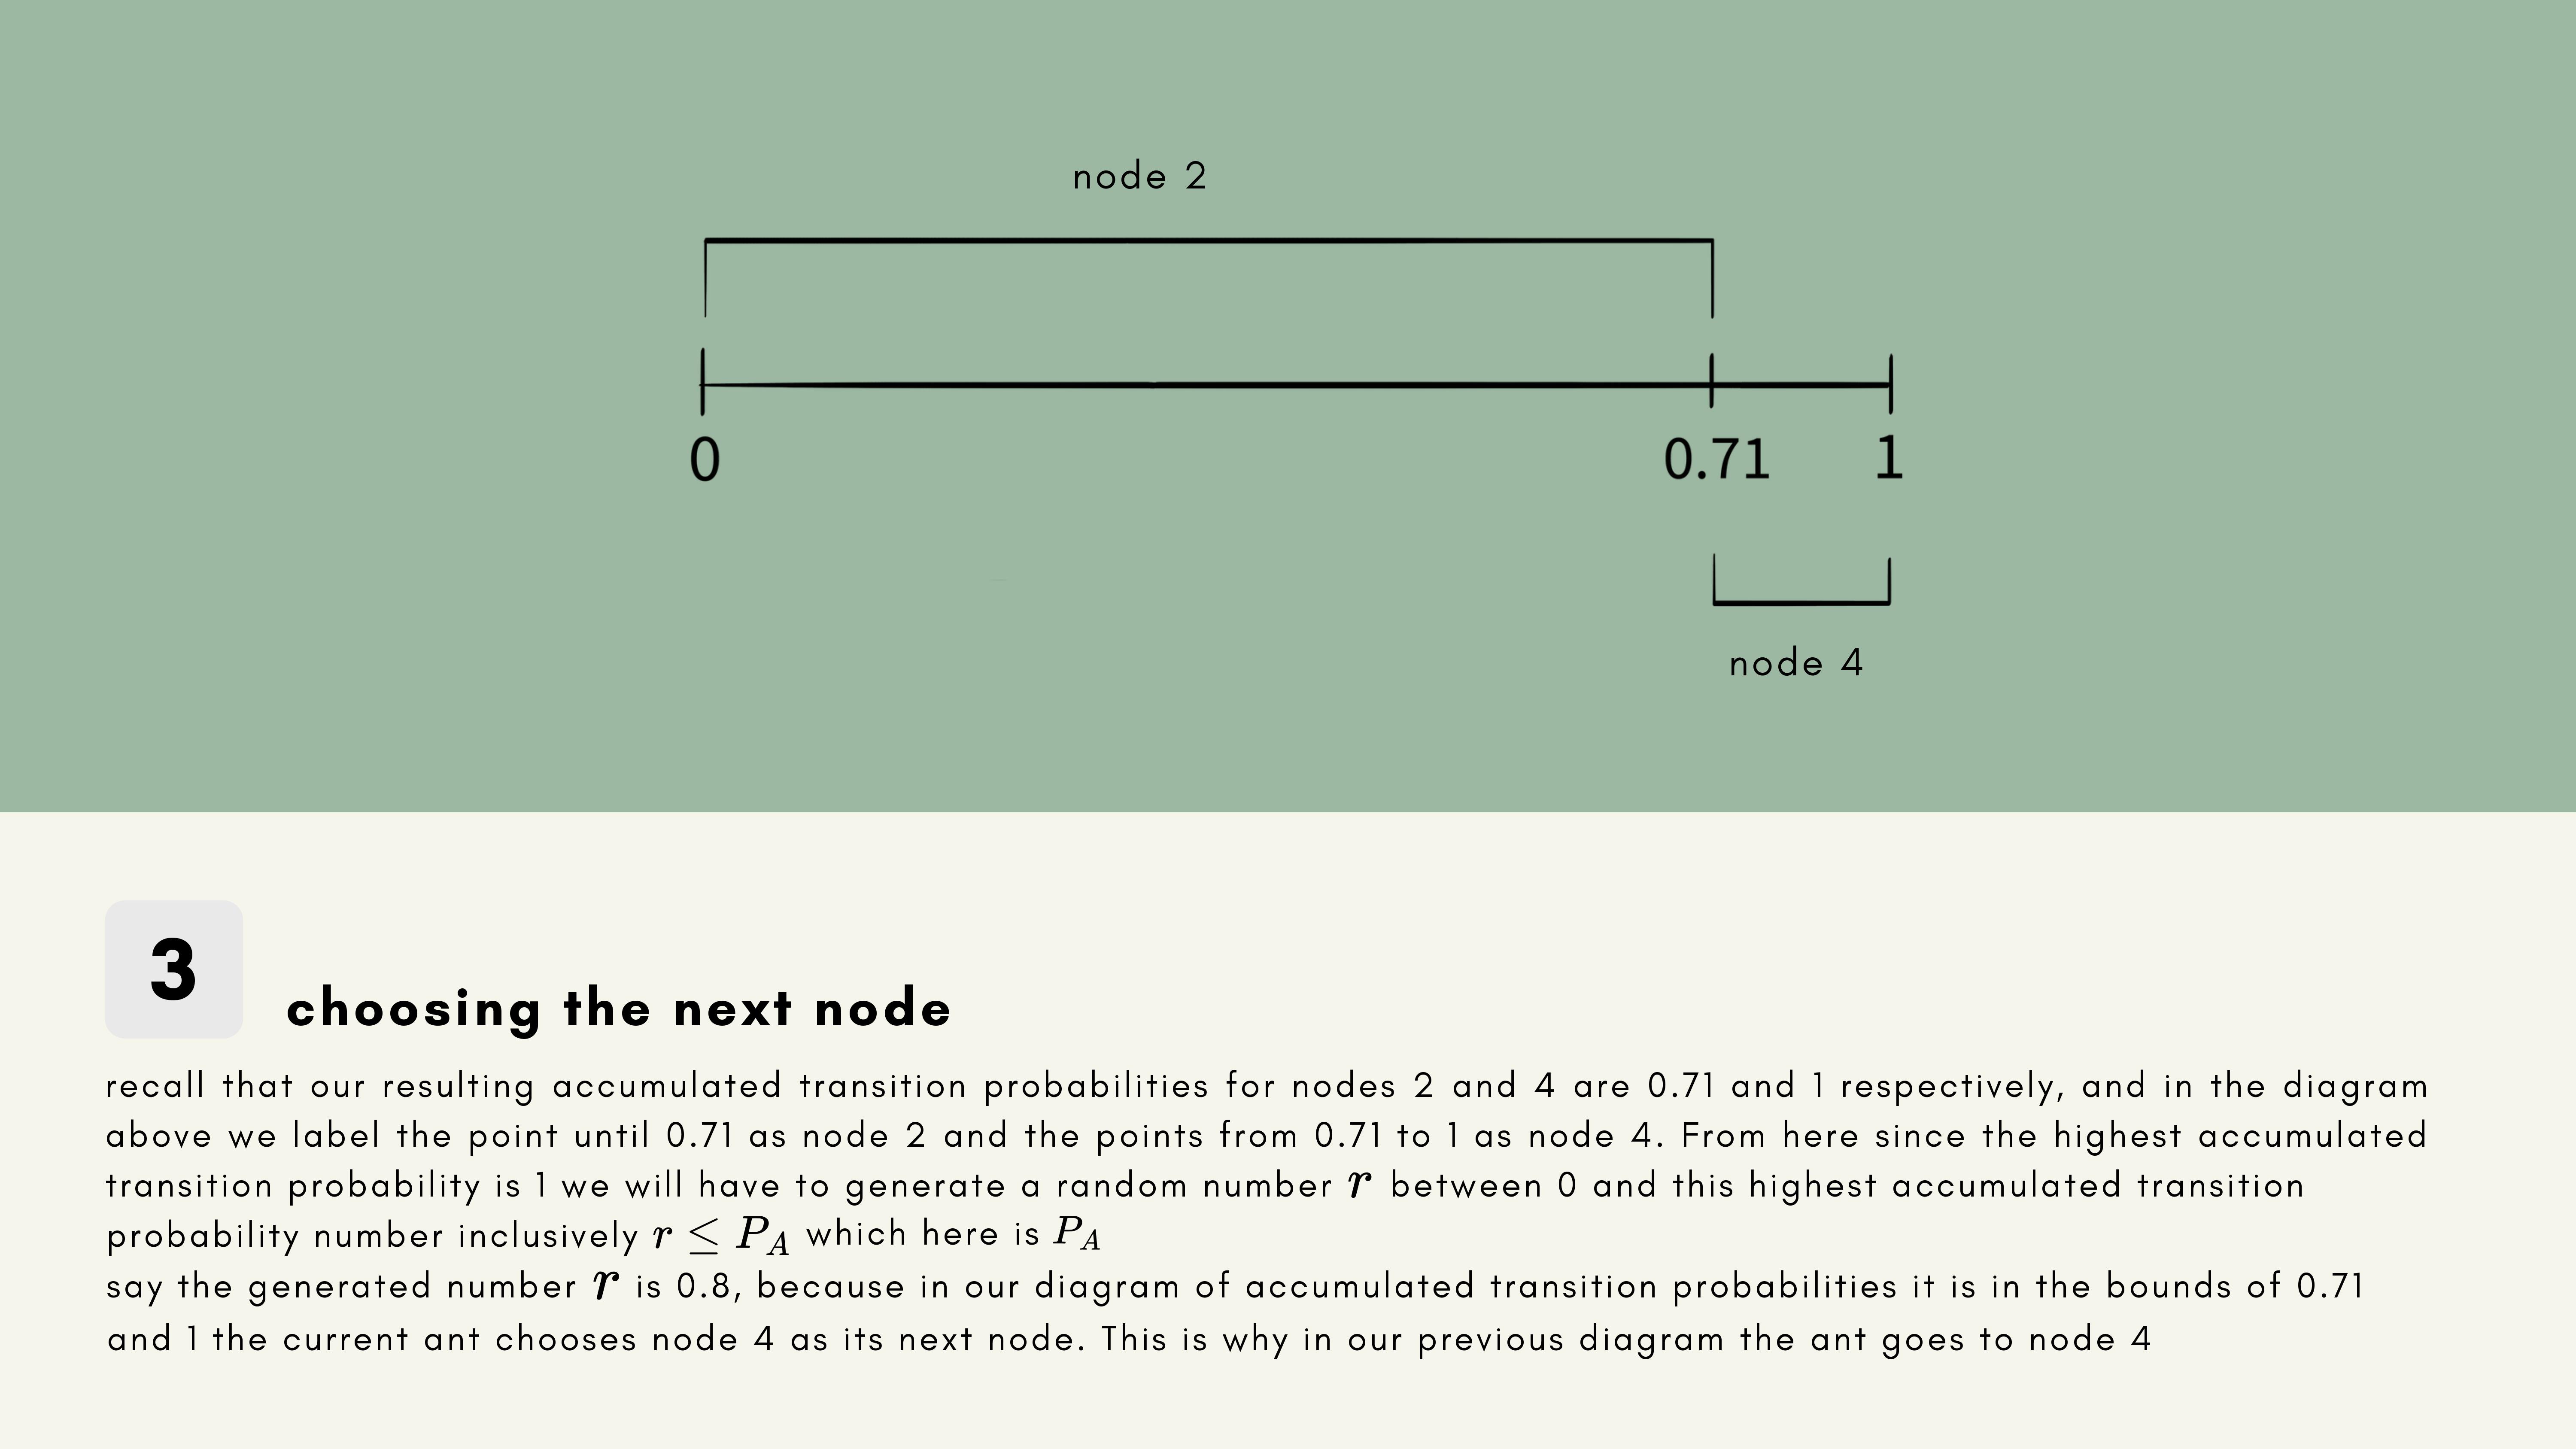 node 2
0
0.71
1
node 4
3
choosing the next node
recall that our resulting accumulated transition probabilities for nodes 2 and 4 are 0.71 and 1 respectively, and in the diagram
above we label the point until 0.71 as node 2 and the points from 0.71 to 1 as node 4. From here since the highest accumulated
transition probability is 1 we will have to generate a random number r between 0 and this highest accumulated transition
probability number inclusively r ≤ P_A which here is P_A
say the generated number r is 0.8, because in our diagram of accumulated transition probabilities it is in the bounds of 0.71
and 1 the current ant chooses node 4 as its next node. This is why in our previous diagram the ant goes to node 4